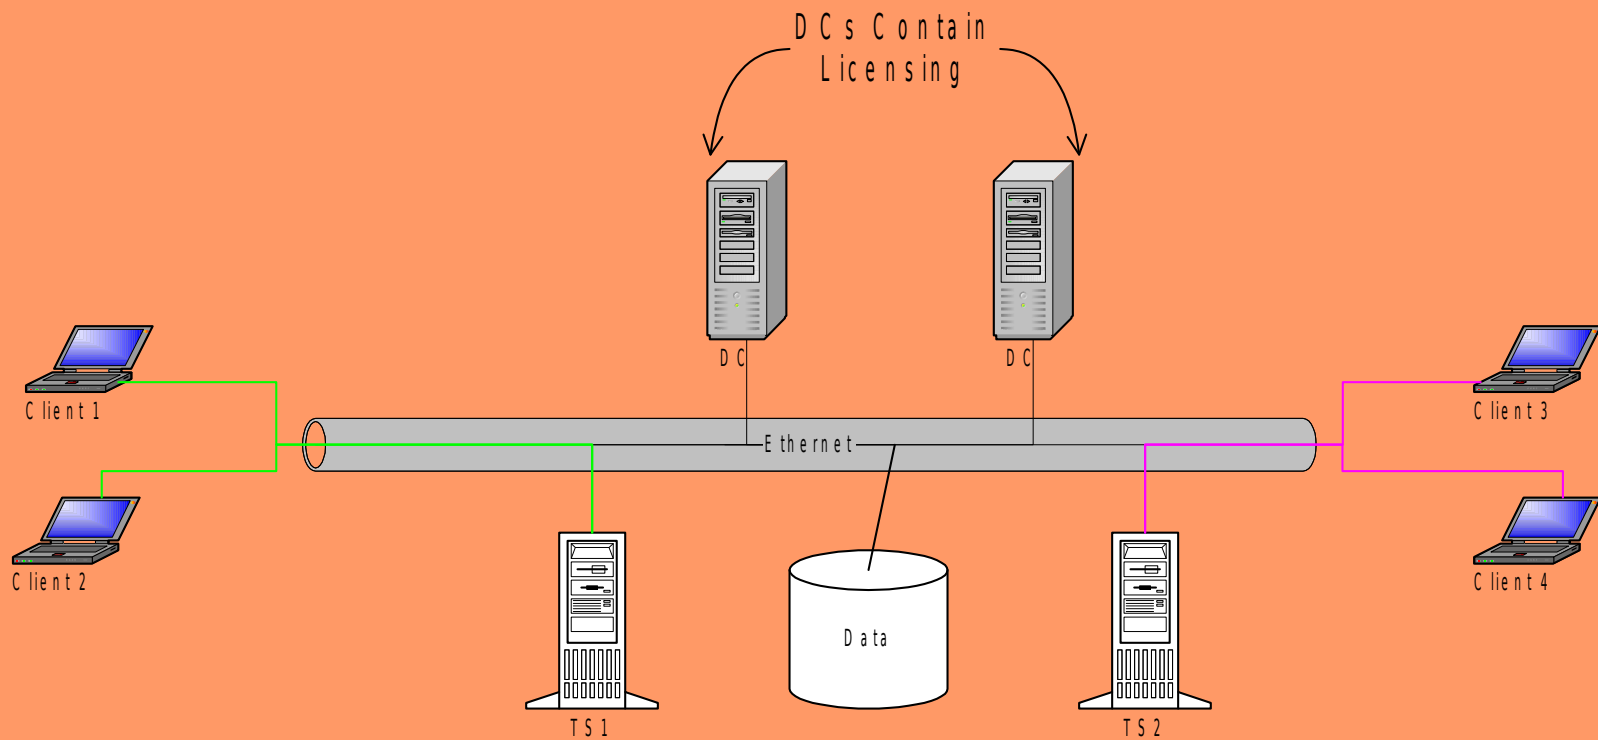 DCs Contain
Licensing
DC
DC
Client 1
Client 3
Ethernet
Client 2
Client 4
Data
TS1
TS2